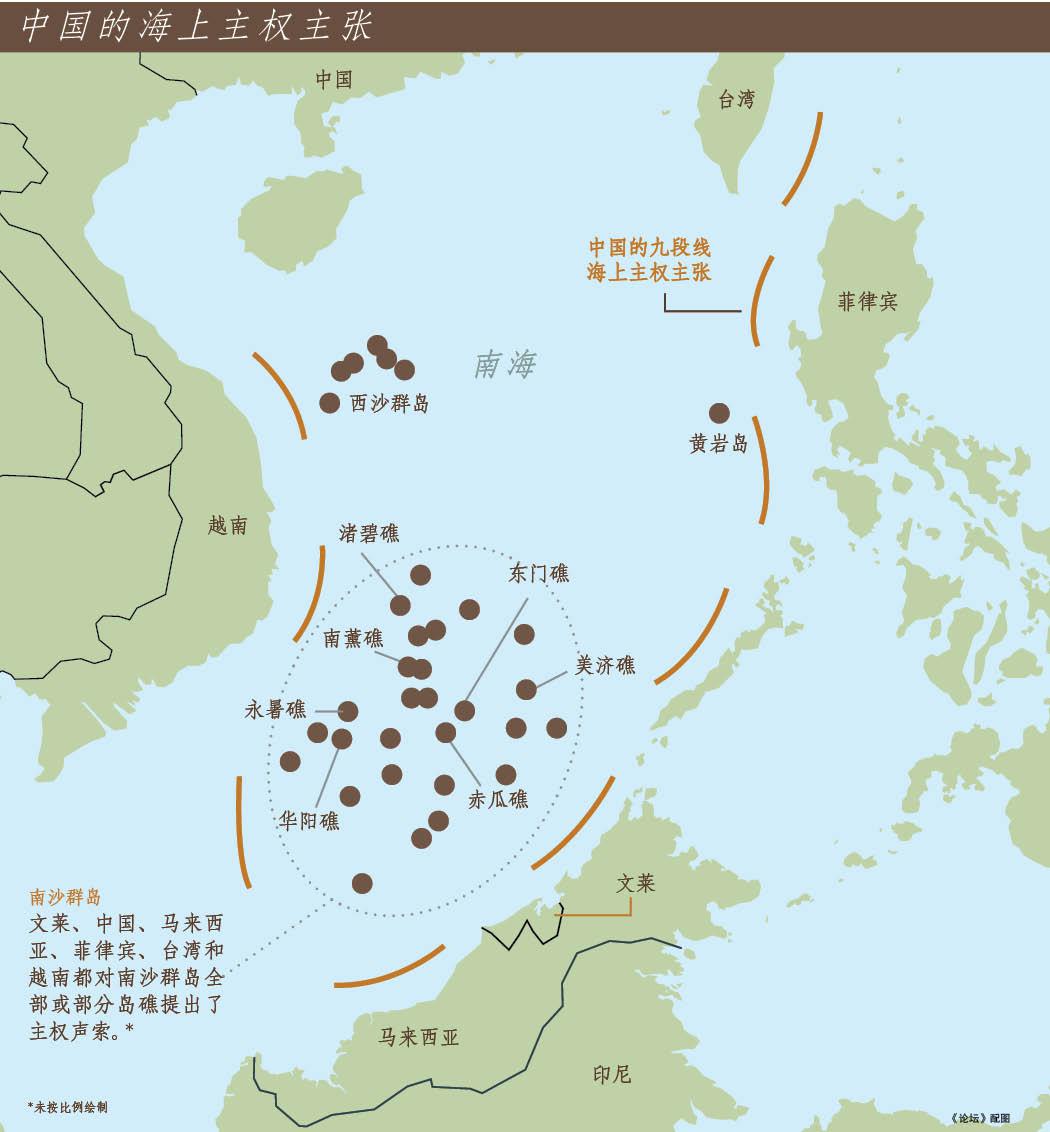 中国的海上主权主张
中国
台湾
中国的九段线
海上主权主张
菲律宾
南海
西沙群岛
黄岩岛
越南
渚碧礁
东门礁
南薰礁
美济礁
永暑礁
赤瓜礁
华阳礁
文莱
南沙群岛
文莱、中国、马来西
亚、菲律宾、台湾和
越南都对南沙群岛全
部或部分岛礁提出了
主权声索。*
马来西亚
印尼
*未按比例绘制
《论坛》配图